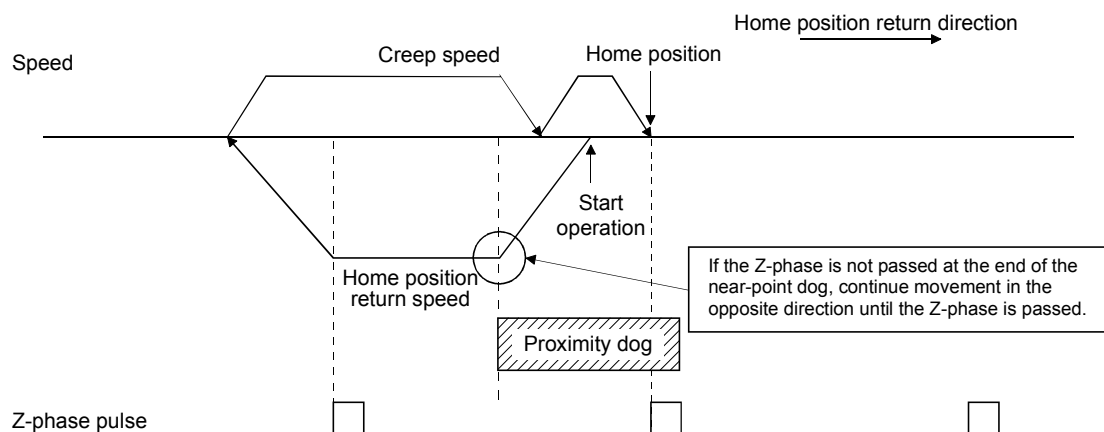 Home position return direction
Speed
Creep speed
Home position
Start
operation
Home position
return speed
If the Z-phase is not passed at the end of the
near-point dog, continue movement in the
opposite direction until the Z-phase is passed.
Proximity dog
Z-phase pulse